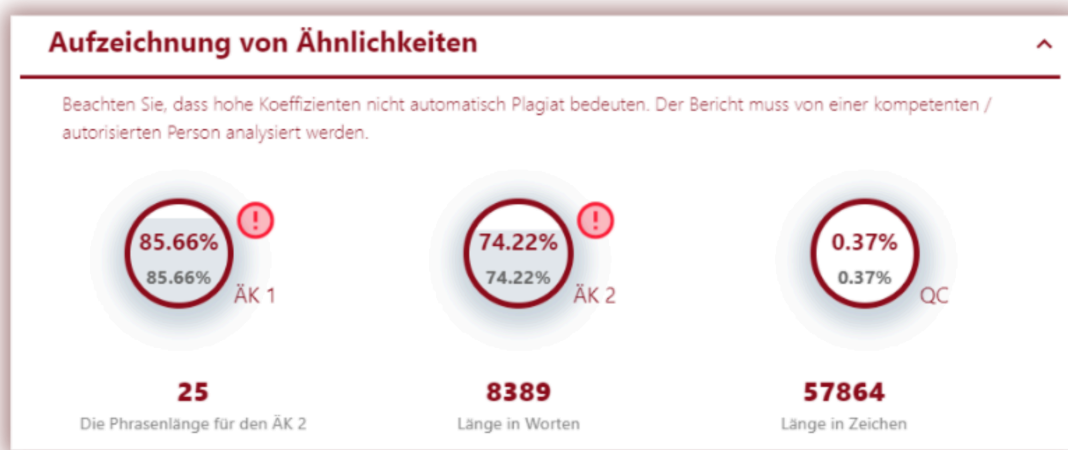 Aufzeichnung von Ähnlichkeiten
Beachten Sie, dass hohe Koeffizienten nicht automatisch Plagiat bedeuten. Der Bericht muss von einer kompetenten /
autorisierten Person analysiert werden.
85.66%
85.66%
ÄK 1
74.22%
74.22%
ÄK 2
0.37%
0.37%
QC
25
Die Phrasenlänge für den ÄK 2
8389
Länge in Worten
57864
Länge in Zeichen